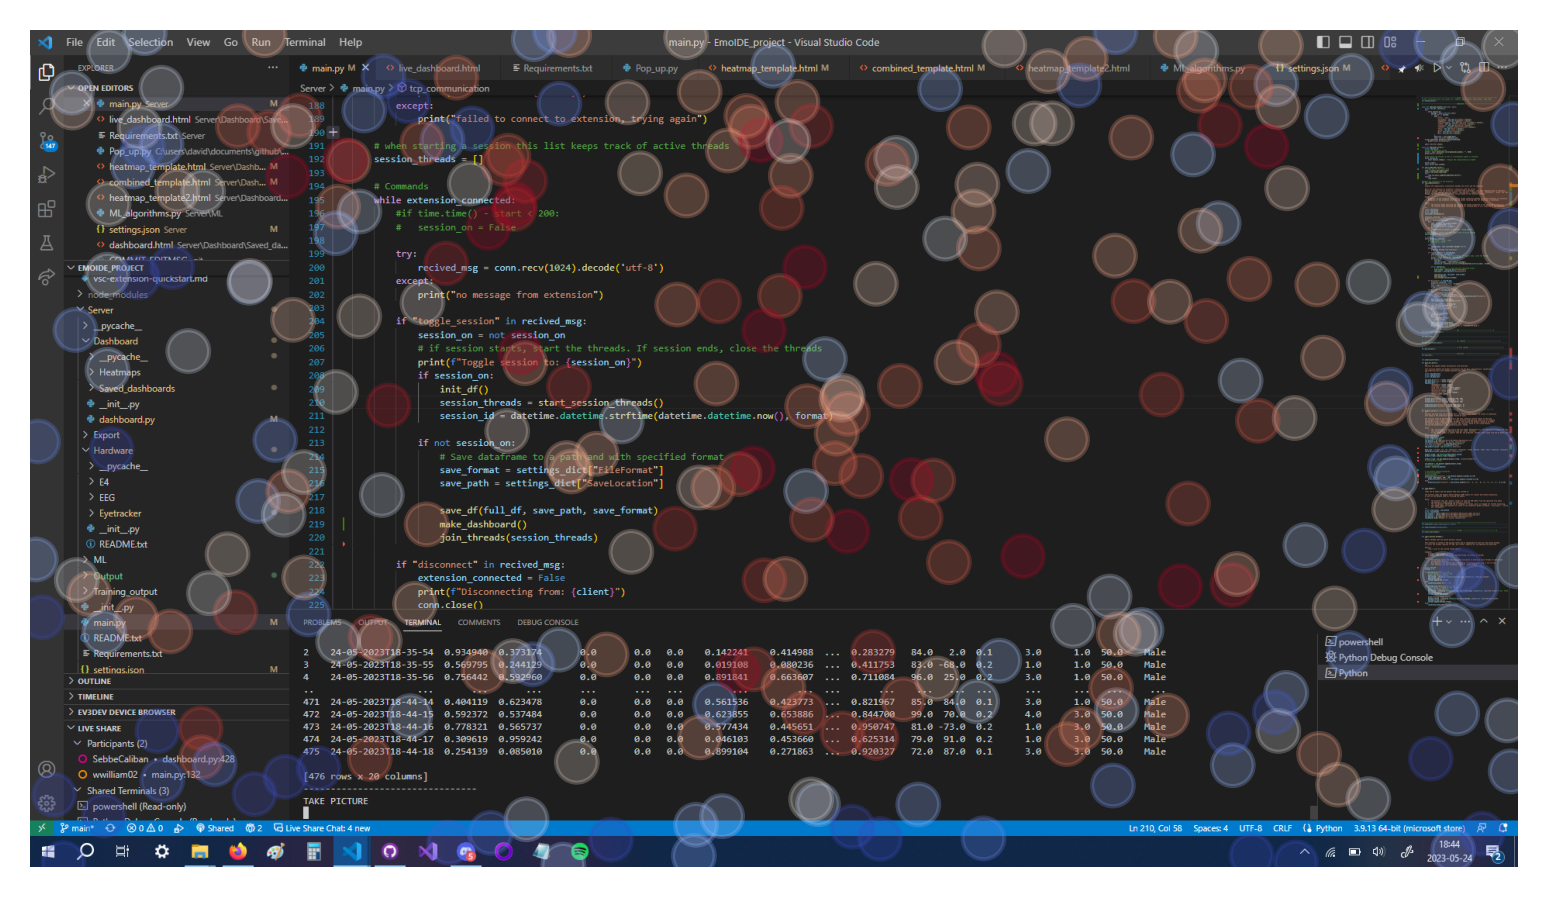 File Edit Selection View Go Run Terminal Help
main.py - EmoIDE_project - Visual Studio Code
EXPLORER ...
main.py M X live_dashboard.html Requirements.txt Pop_up.py heatmap_template.html M combined_template.html M heatmap_template2.html ML_algorithms.py settings.json M
OPEN EDITORS
Server > main.py > tcp_communication
main.py Server M
live_dashboard.html Server\Dashboard\Save...
Requirements.txt Server
Pop_up.py C:\users\david\documents\github\...
heatmap_template.html Server\Dashb... M
combined_template.html Server\Dash... M
heatmap_template2.html Server\Dashboard...
ML_algorithms.py Server\ML
settings.json Server M
dashboard.html Server\Dashboard\Saved_da...
EMOIDE_PROJECT
vsc-extension-quickstart.md
node_modules
Server
__pycache__
Dashboard
__pycache__
Heatmaps
Saved_dashboards
__init__.py
dashboard.py M
Export
Hardware
__pycache__
E4
EEG
Eyetracker
__init__.py
README.txt
ML
Output
Training_output
__init__.py
main.py M
README.txt
Requirements.txt
settings.json M
OUTLINE
TIMELINE
EV3DEV DEVICE BROWSER
LIVE SHARE
Participants (2)
SebbeCaliban • dashboard.py:428
wwilliam02 • main.py:132
Shared Terminals (3)
powershell (Read-only)
188 except:
189 print("failed to connect to extension, trying again")
190
191 # when starting a session this list keeps track of active threads
192 session_threads = []
193
194 # Commands
195 while extension_connected:
196 #if time.time() - start < 200:
197 # session_on = False
198
199 try:
200 recived_msg = conn.recv(1024).decode('utf-8')
201 except:
202 print("no message from extension")
203
204 if "toggle_session" in recived_msg:
205 session_on = not session_on
206 # if session starts, start the threads. If session ends, close the threads
207 print(f"Toggle session to: {session_on}")
208 if session_on:
209 init_df()
210 session_threads = start_session_threads()
211 session_id = datetime.datetime.strftime(datetime.datetime.now(), format)
212
213 if not session_on:
214 # Save dataframe to a path and with specified format
215 save_format = settings_dict["FileFormat"]
216 save_path = settings_dict["SaveLocation"]
217
218 save_df(full_df, save_path, save_format)
219 make_dashboard()
220 join_threads(session_threads)
221
222 if "disconnect" in recived_msg:
223 extension_connected = False
224 print(f"Disconnecting from: {client}")
225 conn.close()
PROBLEMS OUTPUT TERMINAL COMMENTS DEBUG CONSOLE
2 24-05-2023T18-35-54 0.934940 0.373174 0.0 0.0 0.0 0.142241 0.414988 ... 0.283279 84.0 2.0 0.1 3.0 1.0 50.0 Male
3 24-05-2023T18-35-55 0.569795 0.244129 0.0 0.0 0.0 0.019108 0.080236 ... 0.411753 83.0 -68.0 0.2 1.0 1.0 50.0 Male
4 24-05-2023T18-35-56 0.756442 0.592960 0.0 0.0 0.0 0.891841 0.663607 ... 0.711084 96.0 25.0 0.2 3.0 1.0 50.0 Male
.. ... ... ... ... ... ... ... ... ... ... ... ... ... ... ... ... ...
471 24-05-2023T18-44-14 0.404119 0.623478 0.0 0.0 0.0 0.561536 0.423773 ... 0.821967 85.0 84.0 0.1 3.0 1.0 50.0 Male
472 24-05-2023T18-44-15 0.592372 0.537484 0.0 0.0 0.0 0.623855 0.653886 ... 0.844700 99.0 70.0 0.2 4.0 3.0 50.0 Male
473 24-05-2023T18-44-16 0.778321 0.565737 0.0 0.0 0.0 0.577434 0.445651 ... 0.950747 81.0 -73.0 0.2 1.0 3.0 50.0 Male
474 24-05-2023T18-44-17 0.309619 0.959242 0.0 0.0 0.0 0.046103 0.453660 ... 0.625314 79.0 91.0 0.2 1.0 3.0 50.0 Male
475 24-05-2023T18-44-18 0.254139 0.085010 0.0 0.0 0.0 0.899104 0.271863 ... 0.920327 72.0 87.0 0.1 3.0 3.0 50.0 Male
[476 rows x 20 columns]
--------------------------------
TAKE PICTURE
powershell
Python Debug Console
Python
main* 0 0 0 Shared 2 Live Share Chat: 4 new
Ln 210, Col 58 Spaces: 4 UTF-8 CRLF Python 3.9.13 64-bit (microsoft store)
18:44
2023-05-24